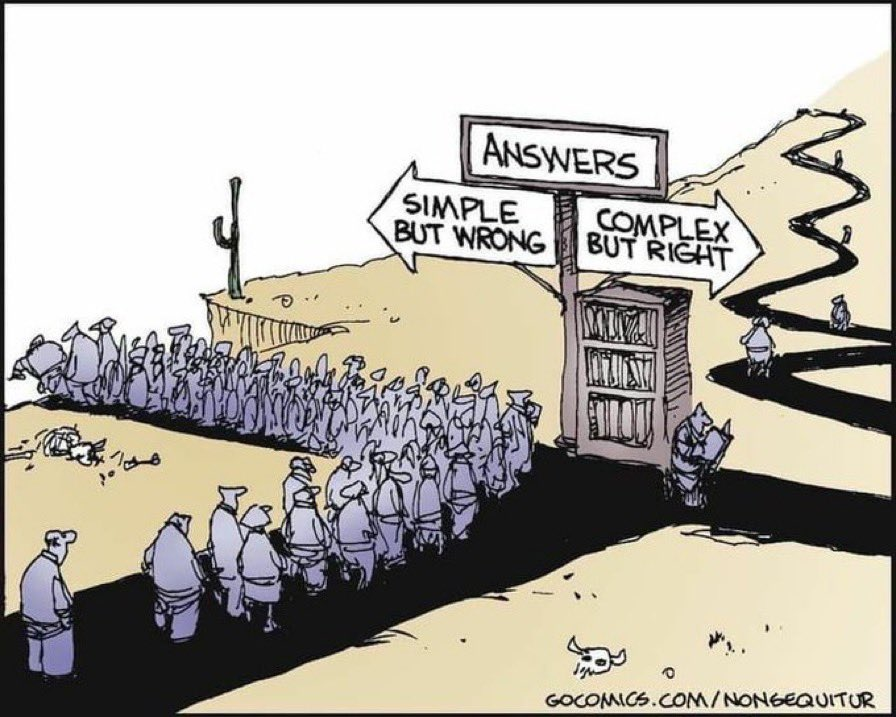 ANSWERS
SIMPLE
BUT WRONG
COMPLEX
BUT RIGHT
GOCOMICS.COM/NONSEQUITUR